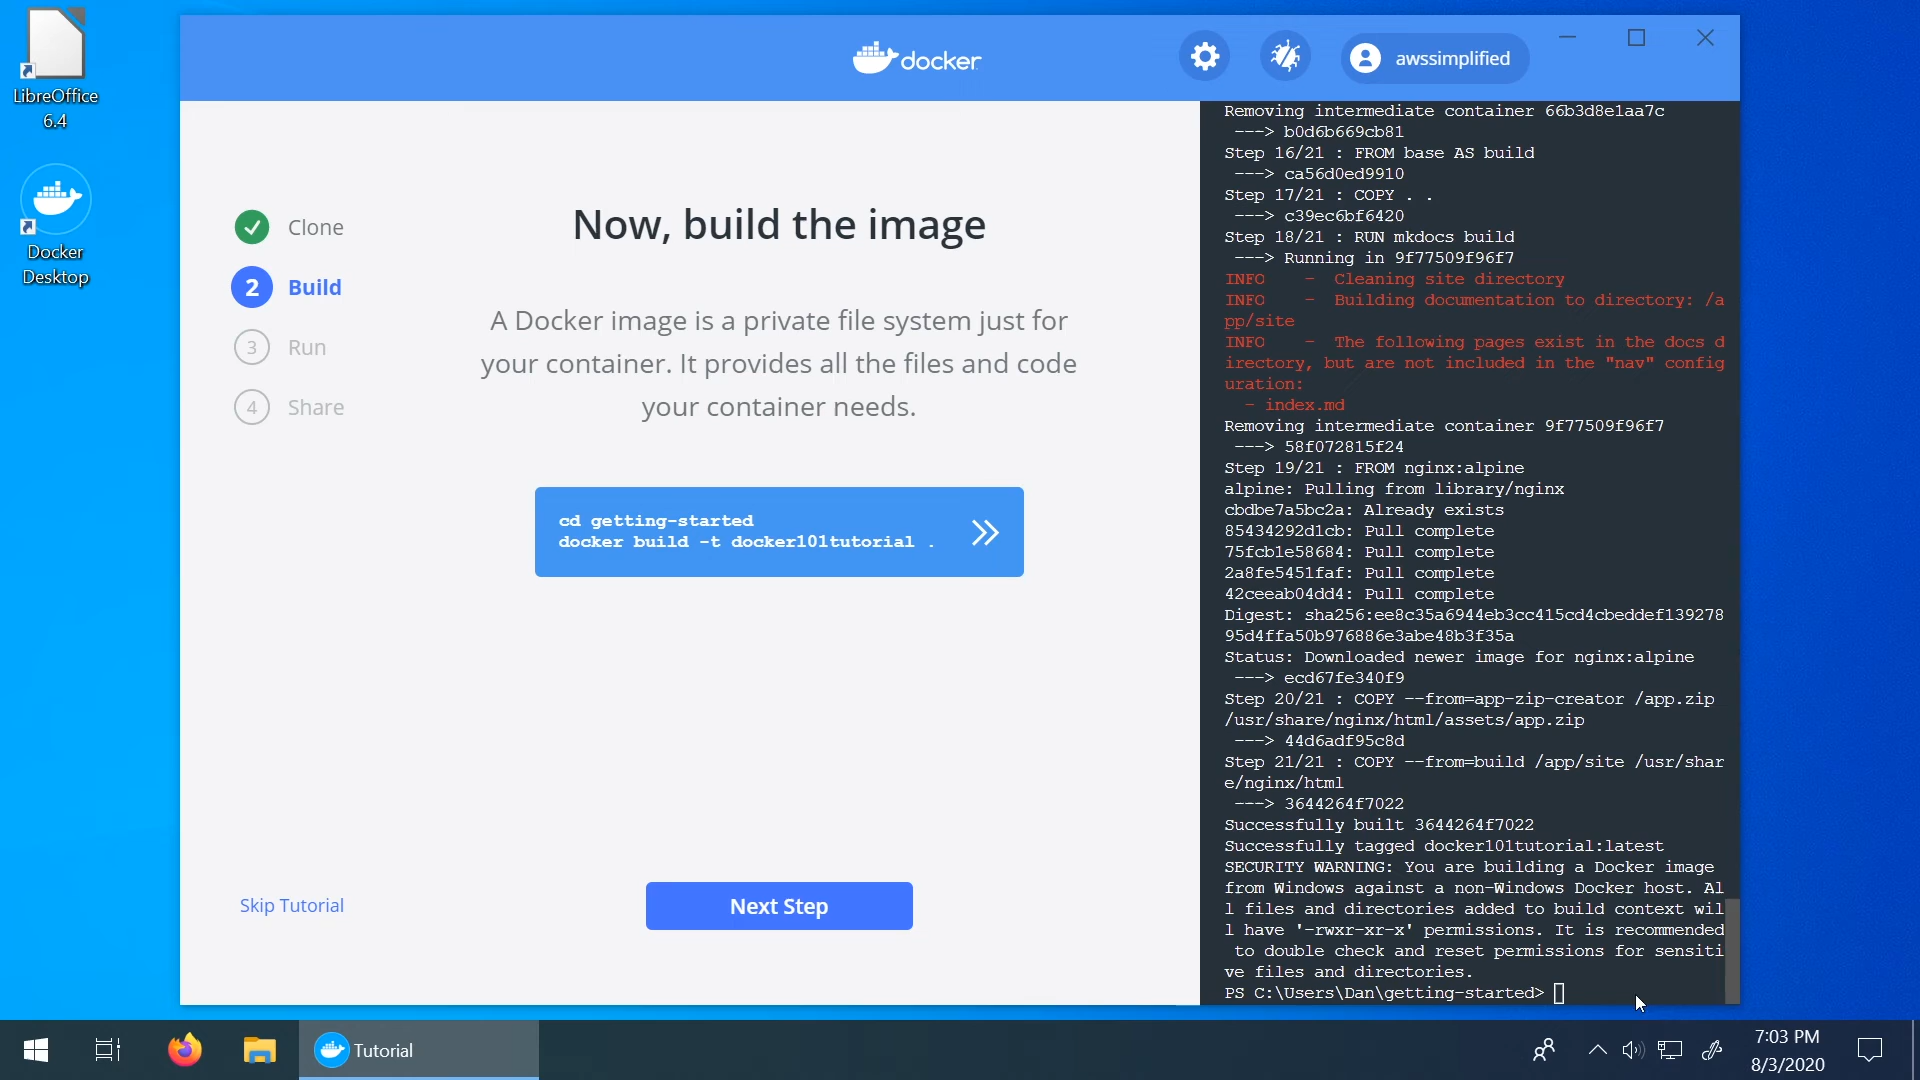 LibreOffice
6.4
Docker
Desktop
docker
awssimplified
Clone
2 Build
3 Run
4 Share
Now, build the image
A Docker image is a private file system just for
your container. It provides all the files and code
your container needs.
cd getting-started
docker build -t docker101tutorial .
Skip Tutorial
Next Step
Removing intermediate container 66b3d8e1aa7c
---> b0d6b669cb81
Step 16/21 : FROM base AS build
---> ca56d0ed9910
Step 17/21 : COPY . .
---> c39ec6bf6420
Step 18/21 : RUN mkdocs build
---> Running in 9f77509f96f7
INFO    -  Cleaning site directory
INFO    -  Building documentation to directory: /a
pp/site
INFO    -  The following pages exist in the docs d
irectory, but are not included in the "nav" config
uration:
- index.md
Removing intermediate container 9f77509f96f7
---> 58f072815f24
Step 19/21 : FROM nginx:alpine
alpine: Pulling from library/nginx
cbdbe7a5bc2a: Already exists
85434292d1cb: Pull complete
75fcb1e58684: Pull complete
2a8fe5451faf: Pull complete
42ceeab04dd4: Pull complete
Digest: sha256:ee8c35a6944eb3cc415cd4cbeddef139278
95d4ffa50b976886e3abe48b3f35a
Status: Downloaded newer image for nginx:alpine
---> ecd67fe340f9
Step 20/21 : COPY --from=app-zip-creator /app.zip
/usr/share/nginx/html/assets/app.zip
---> 44d6adf95c8d
Step 21/21 : COPY --from=build /app/site /usr/shar
e/nginx/html
---> 3644264f7022
Successfully built 3644264f7022
Successfully tagged docker101tutorial:latest
SECURITY WARNING: You are building a Docker image
from Windows against a non-Windows Docker host. Al
l files and directories added to build context wil
l have '-rwxr-xr-x' permissions. It is recommended
to double check and reset permissions for sensiti
ve files and directories.
PS C:\Users\Dan\getting-started>
Tutorial
7:03 PM
8/3/2020